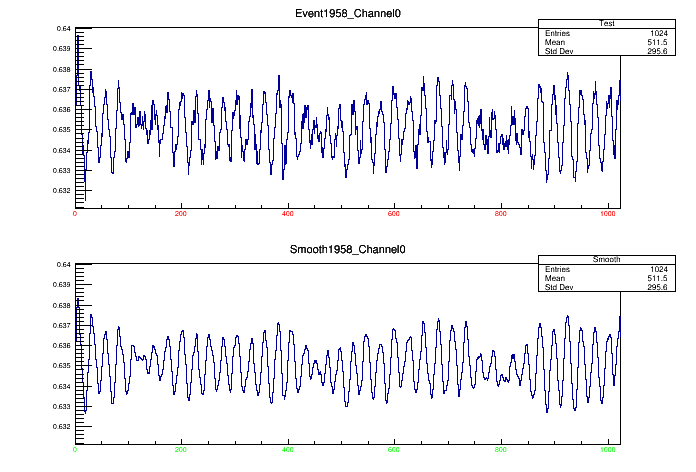 Event1958_Channel0
Test
Entries 1024
Mean 511.5
Std Dev 295.6
0.64
0.639
0.638
0.637
0.636
0.635
0.634
0.633
0.632
0 200 400 600 800 1000
Smooth1958_Channel0
Smooth
Entries 1024
Mean 511.5
Std Dev 295.6
0.64
0.639
0.638
0.637
0.636
0.635
0.634
0.633
0.632
0 200 400 600 800 1000